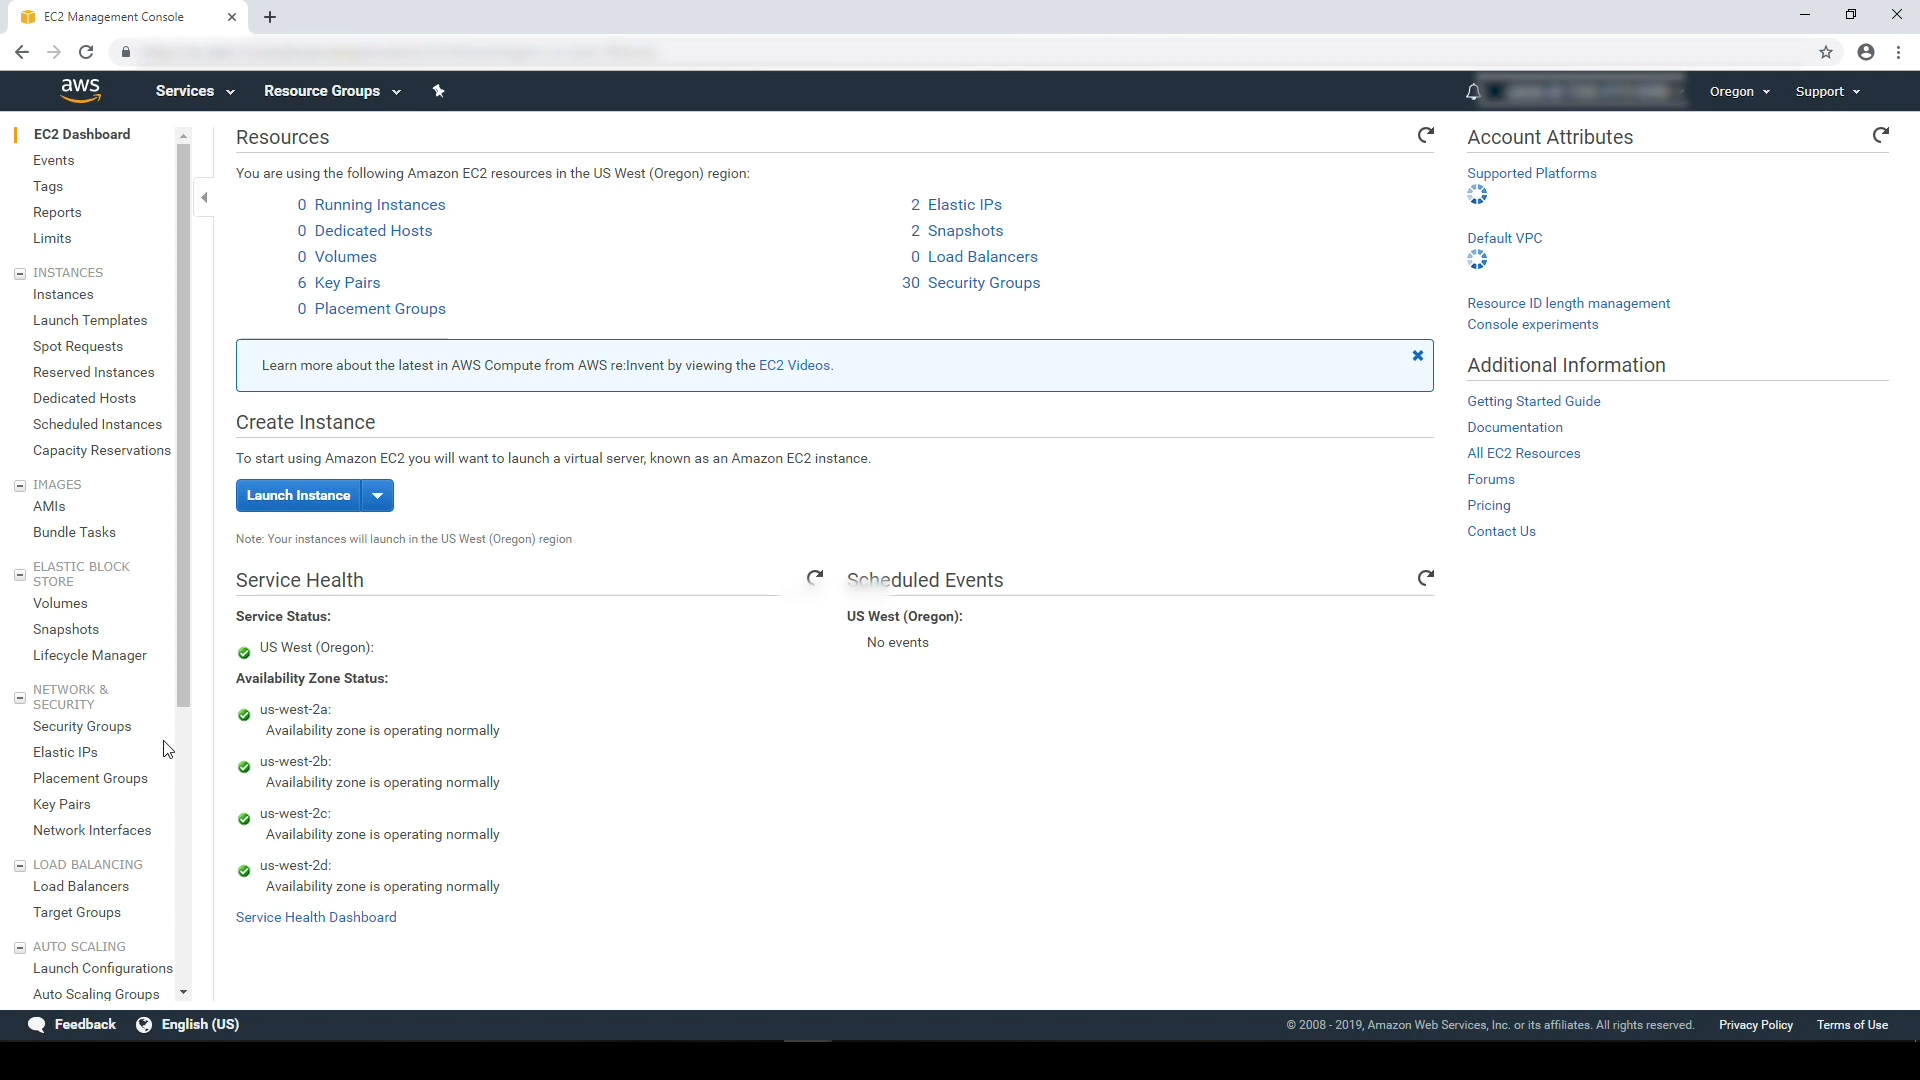 EC2 Management Console
aws
Services
Resource Groups
Oregon
Support
EC2 Dashboard
Events
Tags
Reports
Limits
INSTANCES
Instances
Launch Templates
Spot Requests
Reserved Instances
Dedicated Hosts
Scheduled Instances
Capacity Reservations
IMAGES
AMIs
Bundle Tasks
ELASTIC BLOCK
STORE
Volumes
Snapshots
Lifecycle Manager
NETWORK &
SECURITY
Security Groups
Elastic IPs
Placement Groups
Key Pairs
Network Interfaces
LOAD BALANCING
Load Balancers
Target Groups
AUTO SCALING
Launch Configurations
Auto Scaling Groups
Resources
You are using the following Amazon EC2 resources in the US West (Oregon) region:
0 Running Instances
0 Dedicated Hosts
0 Volumes
6 Key Pairs
0 Placement Groups
2 Elastic IPs
2 Snapshots
0 Load Balancers
30 Security Groups
Learn more about the latest in AWS Compute from AWS re:Invent by viewing the EC2 Videos.
Create Instance
To start using Amazon EC2 you will want to launch a virtual server, known as an Amazon EC2 instance.
Launch Instance
Note: Your instances will launch in the US West (Oregon) region
Service Health
Service Status:
US West (Oregon):
Availability Zone Status:
us-west-2a:
Availability zone is operating normally
us-west-2b:
Availability zone is operating normally
us-west-2c:
Availability zone is operating normally
us-west-2d:
Availability zone is operating normally
Service Health Dashboard
Scheduled Events
US West (Oregon):
No events
Account Attributes
Supported Platforms
Default VPC
Resource ID length management
Console experiments
Additional Information
Getting Started Guide
Documentation
All EC2 Resources
Forums
Pricing
Contact Us
Feedback
English (US)
© 2008 - 2019, Amazon Web Services, Inc. or its affiliates. All rights reserved.
Privacy Policy
Terms of Use